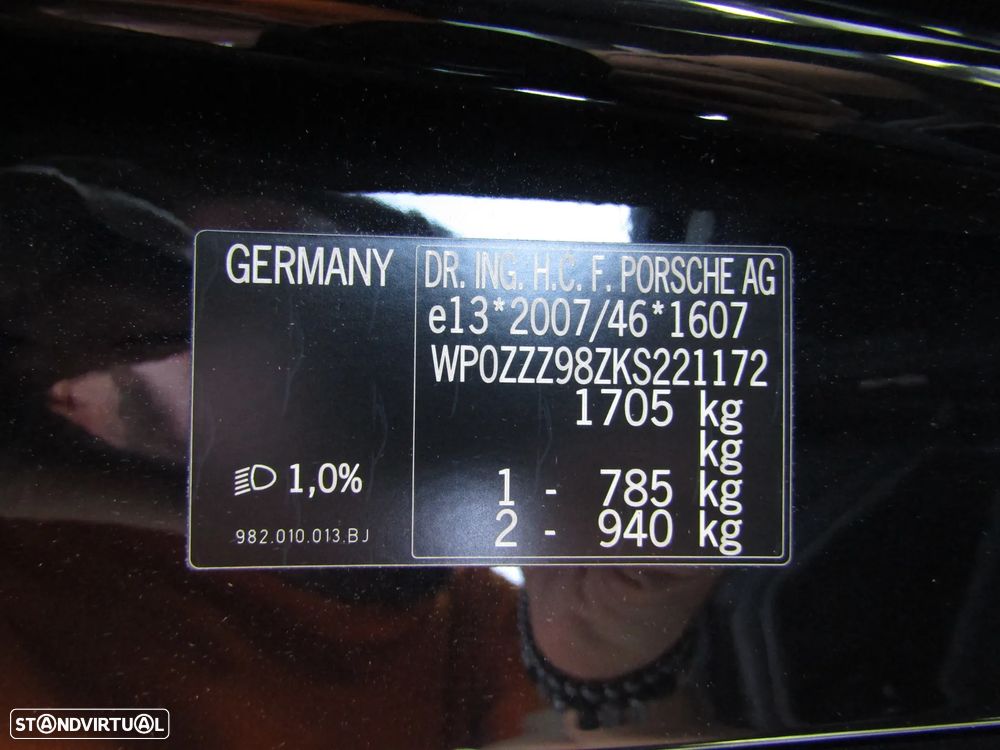 GERMANY
DR. ING. H.C. F. PORSCHE AG
e13*2007/46*1607
WP0ZZZ98ZKS221172
1705 kg
kg
1 - 785 kg
2 - 940 kg
1,0%
982.010.013.BJ
STANDVIRTUAL